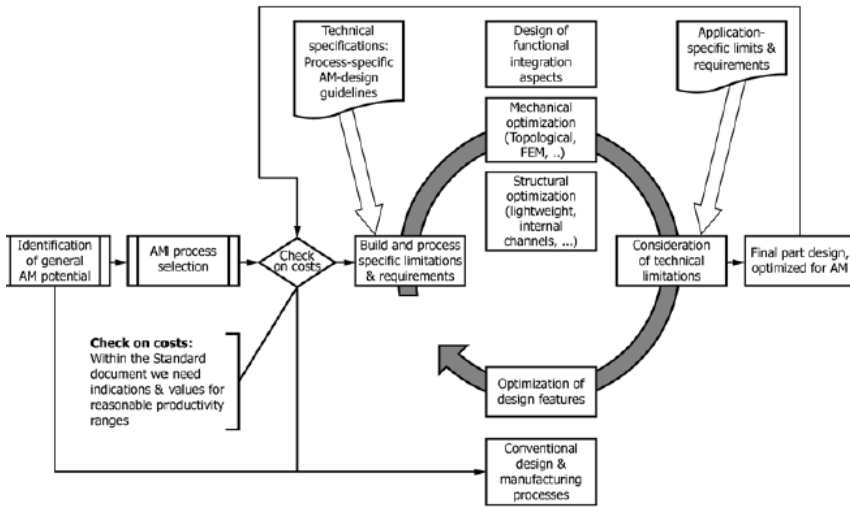 Technical
specifications:
Process-specific
AM-design
guidelines
Design of
functional
integration
aspects
Application-
specific limits &
requirements
Mechanical
optimization
(Topological,
FEM, ..)
Structural
optimization
(lightweight,
internal
channels, ...)
Identification
of general
AM potential
AM process
selection
Check
on costs
Build and process
specific limitations
& requirements
Consideration
of technical
limitations
Final part design,
optimized for AM
Check on costs:
Within the Standard
document we need
indications & values for
reasonable productivity
ranges
Optimization of
design features
Conventional
design &
manufacturing
processes